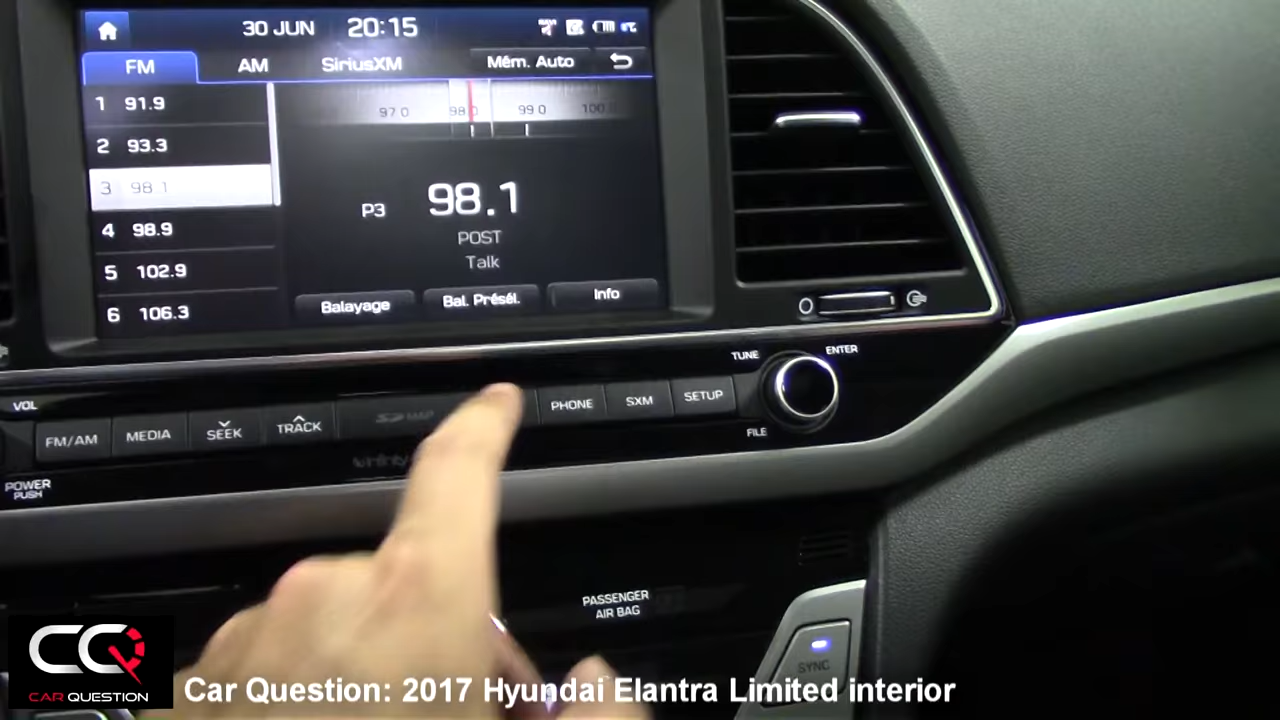 30 JUN 20:15
FM AM SiriusXM Mém. Auto
1 91.9
2 93.3
3 98.1
4 98.9
5 102.9
6 106.3
97.0 98.0 99.0 100.0
P3 98.1
POST
Talk
Balayage Bal. Présél. Info
VOL
TUNE ENTER
FM/AM MEDIA SEEK TRACK PHONE SXM SETUP
FILE
POWER
PUSH
PASSENGER
AIR BAG
SYNC
CQ
CAR QUESTION
Car Question: 2017 Hyundai Elantra Limited interior